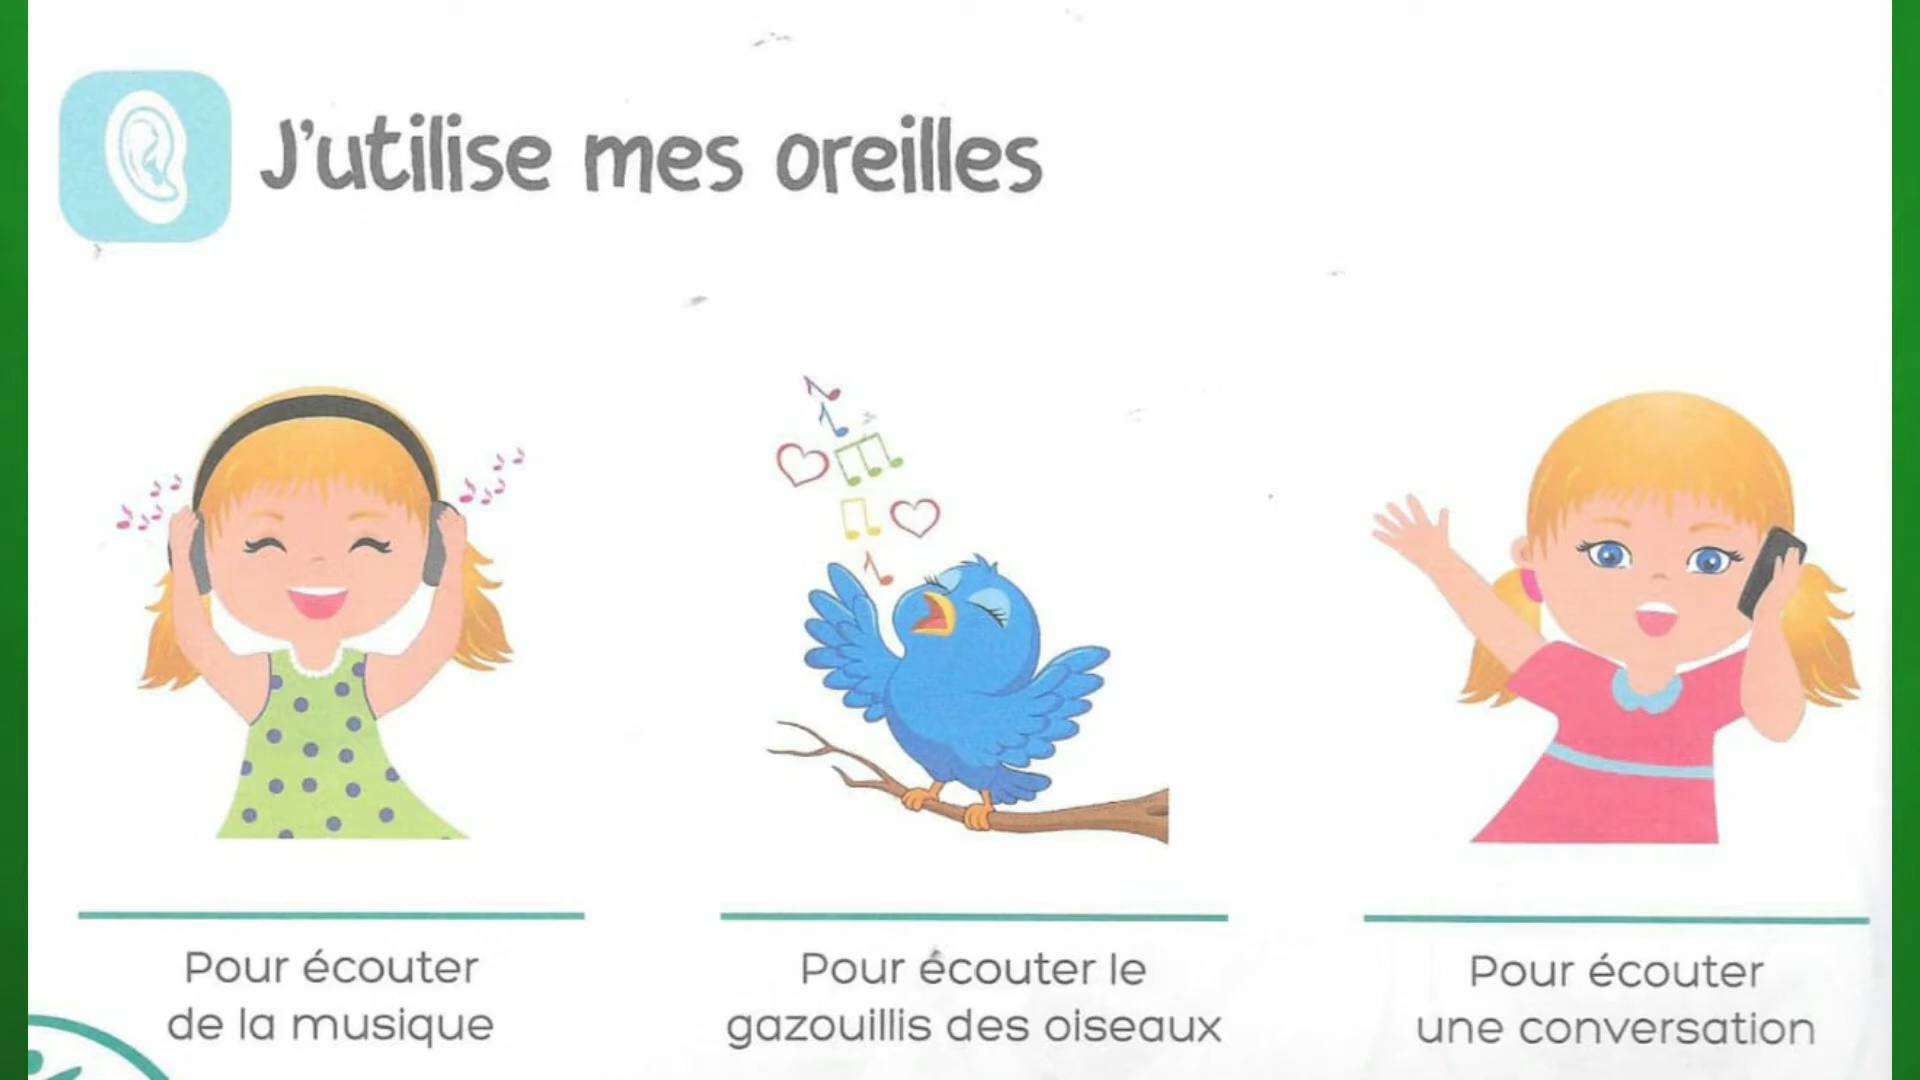 J'utilise mes oreilles
Pour écouter
de la musique
Pour écouter le
gazouillis des oiseaux
Pour écouter
une conversation